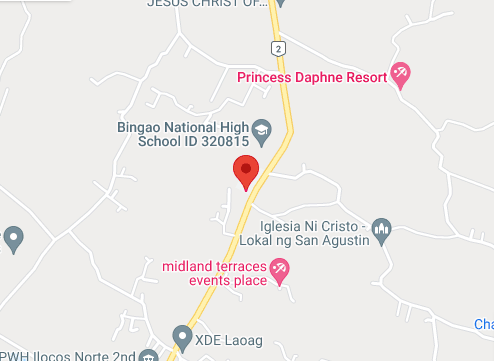 JESUS CHRIST OF...
2
Princess Daphne Resort
Bingao National High
School ID 320815
Iglesia Ni Cristo -
Lokal ng San Agustin
midland terraces
events place
XDE Laoag
PWH Ilocos Norte 2nd
Cha